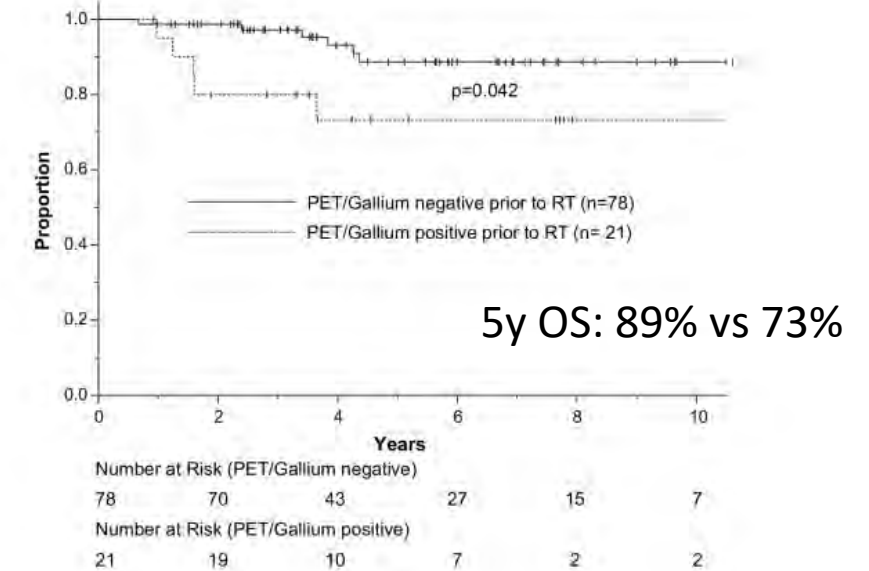 1.0
0.8
p=0.042
0.6
PET/Gallium negative prior to RT (n=78)
PET/Gallium positive prior to RT (n= 21)
0.4
Proportion
0.2
5y OS: 89% vs 73%
0.0
0 2 4 6 8 10
Years
Number at Risk (PET/Gallium negative)
78 70 43 27 15 7
Number at Risk (PET/Gallium positive)
21 19 10 7 2 2